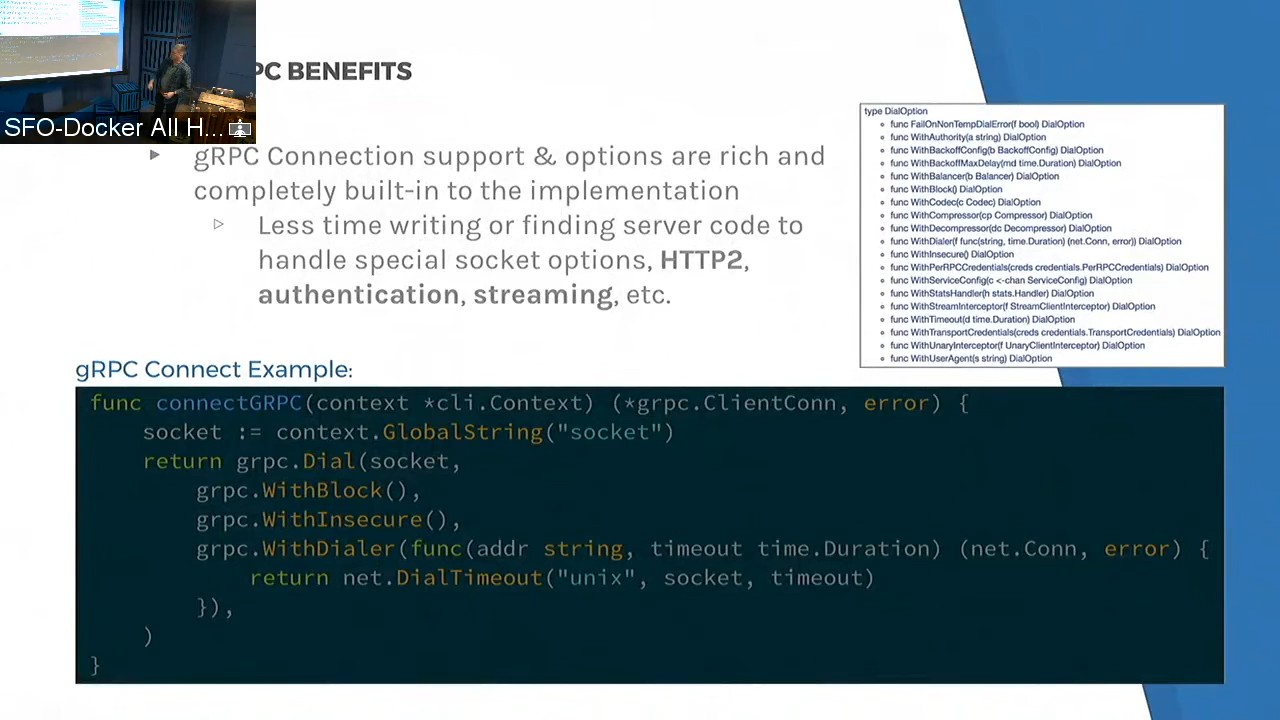 PC BENEFITS
SFO-Docker All H...
gRPC Connection support & options are rich and
completely built-in to the implementation
Less time writing or finding server code to
handle special socket options, HTTP2,
authentication, streaming, etc.
type DialOption
func FailOnNonTempDialError(f bool) DialOption
func WithAuthority(a string) DialOption
func WithBackoffConfig(b BackoffConfig) DialOption
func WithBackoffMaxDelay(md time.Duration) DialOption
func WithBalancer(b Balancer) DialOption
func WithBlock() DialOption
func WithCodec(c Codec) DialOption
func WithCompressor(cp Compressor) DialOption
func WithDecompressor(dc Decompressor) DialOption
func WithDialer(f func(string, time.Duration) (net.Conn, error)) DialOption
func WithInsecure() DialOption
func WithPerRPCCredentials(creds credentials.PerRPCCredentials) DialOption
func WithServiceConfig(c <-chan ServiceConfig) DialOption
func WithStatsHandler(h stats.Handler) DialOption
func WithStreamInterceptor(f StreamClientInterceptor) DialOption
func WithTimeout(d time.Duration) DialOption
func WithTransportCredentials(creds credentials.TransportCredentials) DialOption
func WithUnaryInterceptor(f UnaryClientInterceptor) DialOption
func WithUserAgent(s string) DialOption
gRPC Connect Example:
func connectGRPC(context *cli.Context) (*grpc.ClientConn, error) {
socket := context.GlobalString("socket")
return grpc.Dial(socket,
grpc.WithBlock(),
grpc.WithInsecure(),
grpc.WithDialer(func(addr string, timeout time.Duration) (net.Conn, error) {
return net.DialTimeout("unix", socket, timeout)
}),
)
}